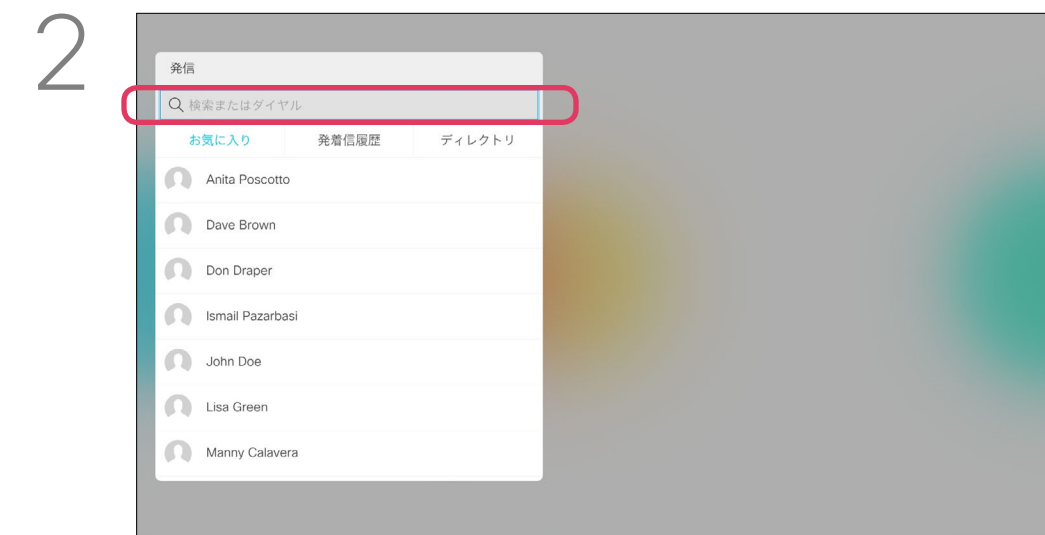 2
発信
検索またはダイヤル
お気に入り 発着信履歴 ディレクトリ
Anita Poscotto
Dave Brown
Don Draper
Ismail Pazarbasi
John Doe
Lisa Green
Manny Calavera